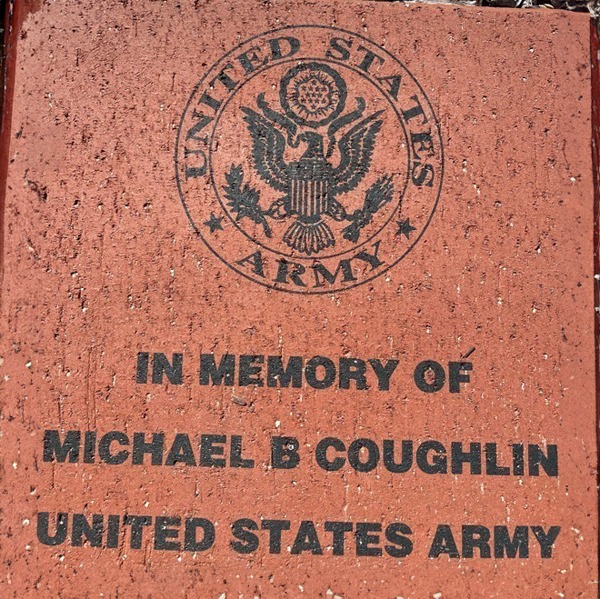 UNITED STATES
ARMY
IN MEMORY OF
MICHAEL B COUGHLIN
UNITED STATES ARMY